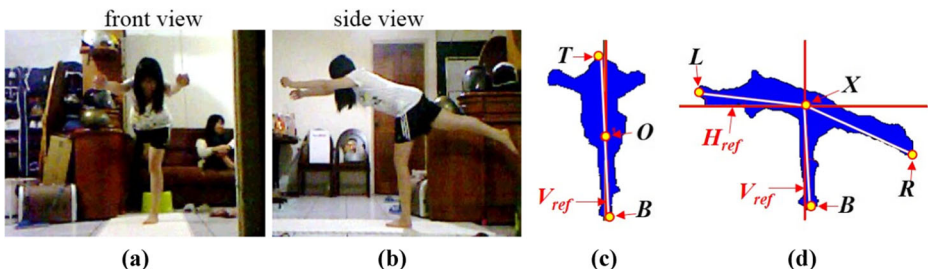 front view
side view
T
O
V_ref
B
L
X
H_ref
V_ref
B
R
(a)
(b)
(c)
(d)